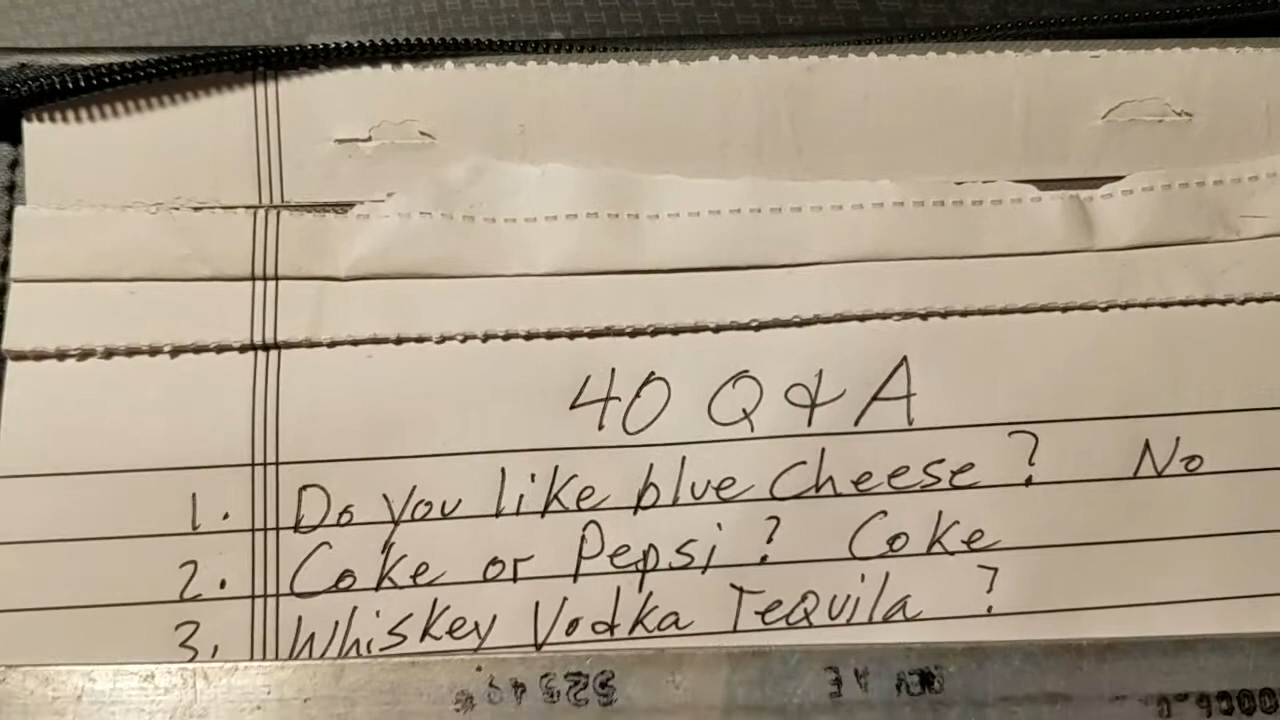 40 Q & A
1. Do you like blue cheese? No
2. Coke or Pepsi? Coke
3. Whiskey Vodka Tequila?